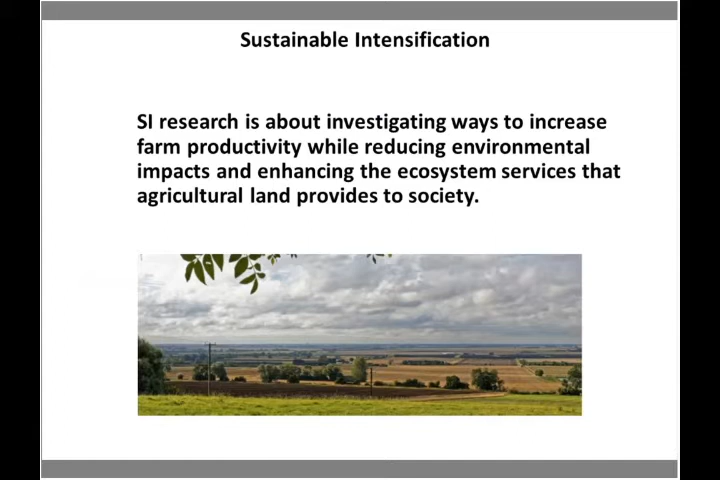 Sustainable Intensification
SI research is about investigating ways to increase
farm productivity while reducing environmental
impacts and enhancing the ecosystem services that
agricultural land provides to society.